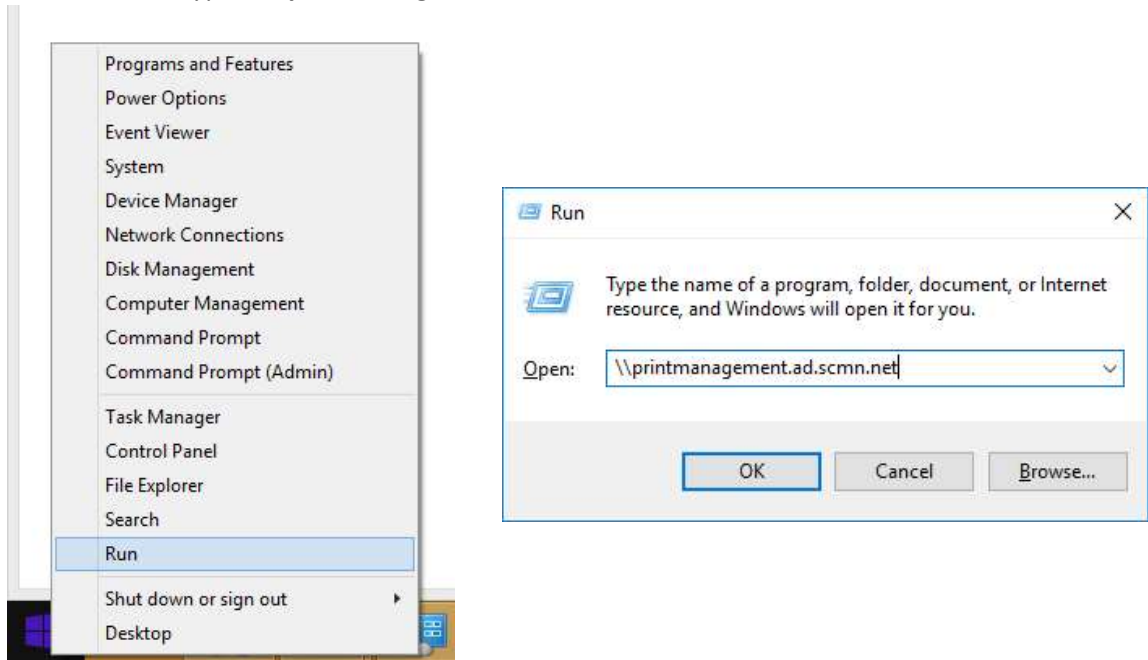 Programs and Features
Power Options
Event Viewer
System
Device Manager
Network Connections
Disk Management
Computer Management
Command Prompt
Command Prompt (Admin)
Task Manager
Control Panel
File Explorer
Search
Run
Shut down or sign out
Desktop
Run
Type the name of a program, folder, document, or Internet
resource, and Windows will open it for you.
Open: \\printmanagement.ad.scmn.net
OK Cancel Browse...